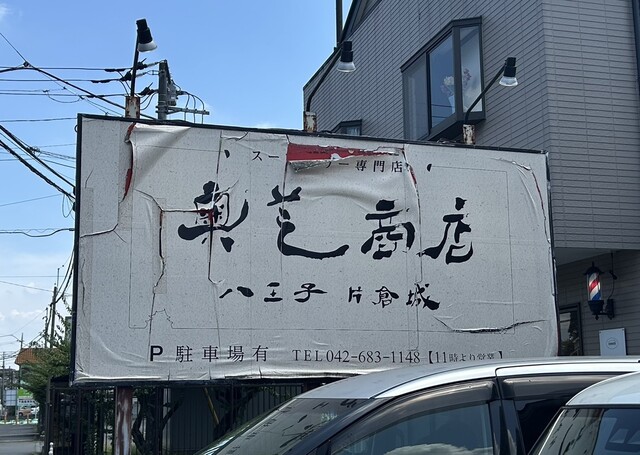 スー ー専門店
奥芝商店
八王子 片倉城
P 駐車場有 TEL 042-683-1148【11時より営業】